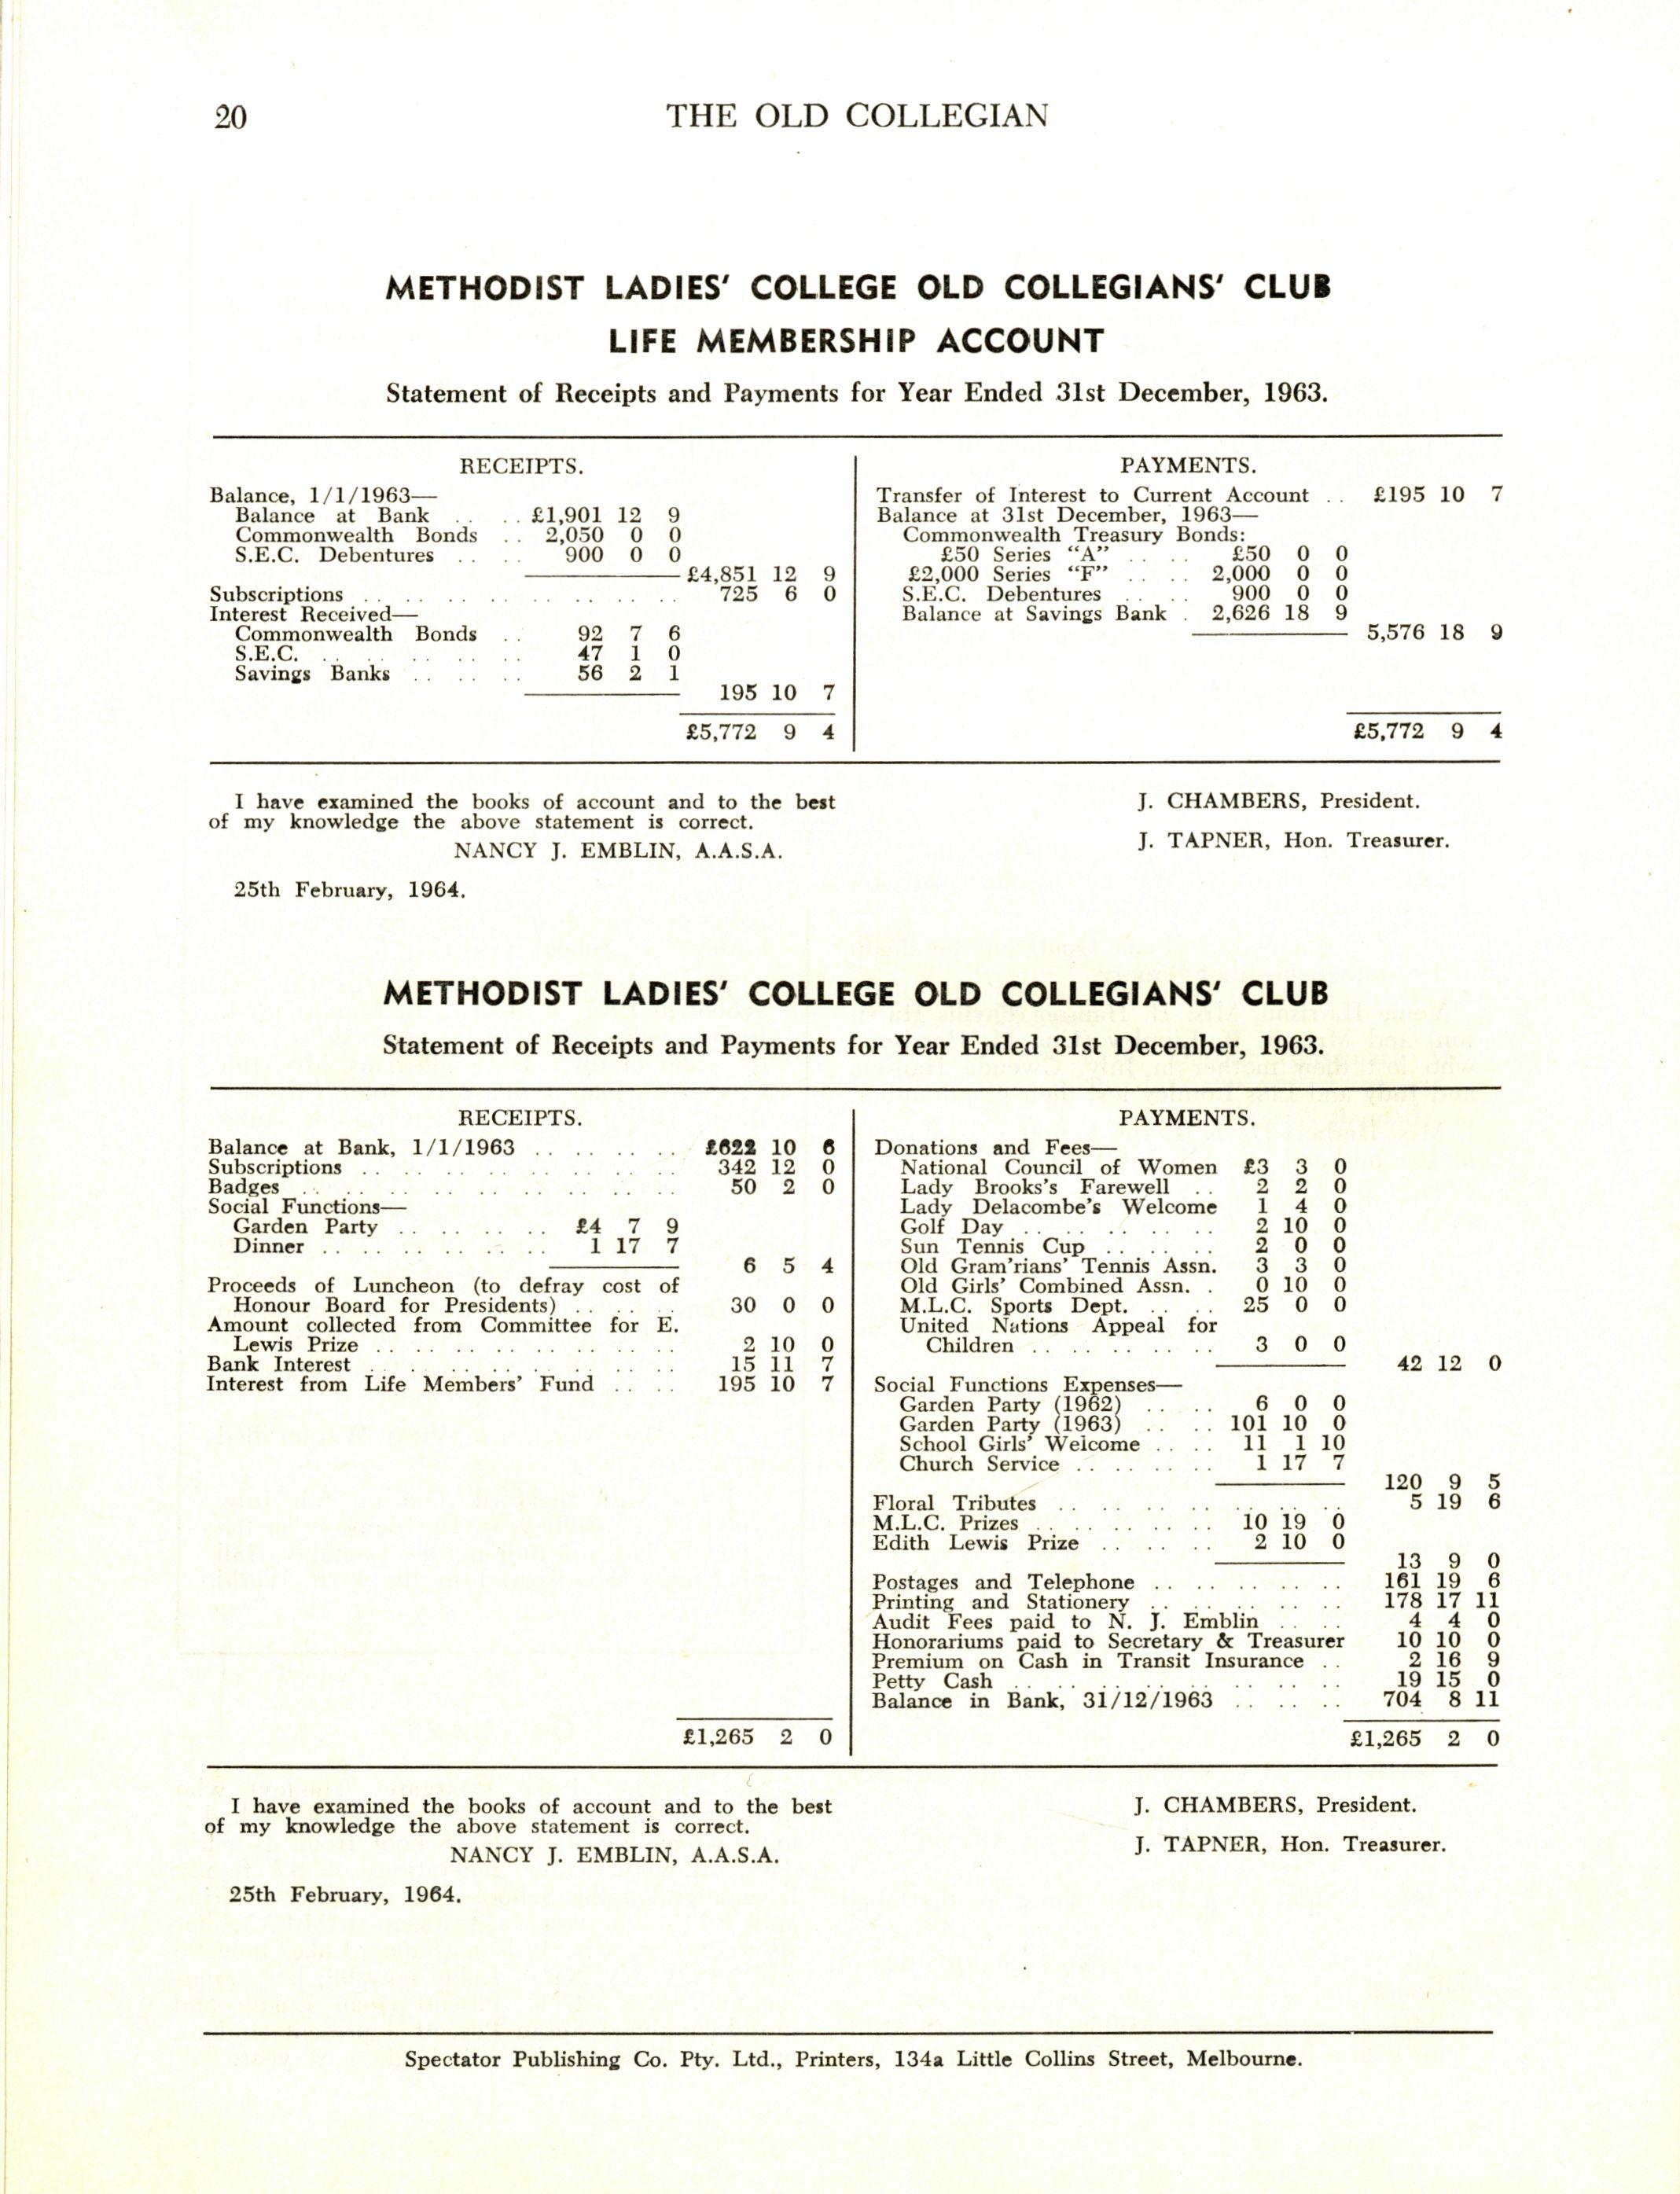 20
THE OLD COLLEGIAN
METHODIST LADIES' COLLEGE OLD COLLEGIANS' CLUB
LIFE MEMBERSHIP ACCOUNT
Statement of Receipts and Payments for Year Ended 31st December, 1963.
RECEIPTS.
Balance, 1/1/1963—
Balance at Bank . . . . £1,901 12 9
Commonwealth Bonds . . 2,050 0 0
S.E.C. Debentures . . . . 900 0 0
£4,851 12 9
Subscriptions . . . . . . . . . . . . . . . . . . 725 6 0
Interest Received—
Commonwealth Bonds . . 92 7 6
S.E.C. . . . . . . . . . . 47 1 0
Savings Banks . . . . . . 56 2 1
195 10 7
£5,772 9 4
PAYMENTS.
Transfer of Interest to Current Account . . £195 10 7
Balance at 31st December, 1963—
Commonwealth Treasury Bonds:
£50 Series "A" . . . . £50 0 0
£2,000 Series "F" . . . . 2,000 0 0
S.E.C. Debentures . . . . 900 0 0
Balance at Savings Bank . 2,626 18 9
5,576 18 9
£5,772 9 4
I have examined the books of account and to the best
of my knowledge the above statement is correct.
NANCY J. EMBLIN, A.A.S.A.
25th February, 1964.
J. CHAMBERS, President.
J. TAPNER, Hon. Treasurer.
METHODIST LADIES' COLLEGE OLD COLLEGIANS' CLUB
Statement of Receipts and Payments for Year Ended 31st December, 1963.
RECEIPTS.
Balance at Bank, 1/1/1963 . . . . . . £622 10 6
Subscriptions . . . . . . . . . . . . . . 342 12 0
Badges . . . . . . . . . . . . . . . . 50 2 0
Social Functions—
Garden Party . . . . . . . . £4 7 9
Dinner . . . . . . . . . . 1 17 7
6 5 4
Proceeds of Luncheon (to defray cost of
Honour Board for Presidents) . . . . 30 0 0
Amount collected from Committee for E.
Lewis Prize . . . . . . . . . . . . . . 2 10 0
Bank Interest . . . . . . . . . . . . . . 15 11 7
Interest from Life Members' Fund . . . . 195 10 7
£1,265 2 0
PAYMENTS.
Donations and Fees—
National Council of Women £3 3 0
Lady Brooks's Farewell . . 2 2 0
Lady Delacombe's Welcome 1 4 0
Golf Day . . . . . . . . 2 10 0
Sun Tennis Cup . . . . . . 2 0 0
Old Gram'rians' Tennis Assn. 3 3 0
Old Girls' Combined Assn. . 0 10 0
M.L.C. Sports Dept. . . . . 25 0 0
United Nations Appeal for
Children . . . . . . . . 3 0 0
42 12 0
Social Functions Expenses—
Garden Party (1962) . . . . 6 0 0
Garden Party (1963) . . . . 101 10 0
School Girls' Welcome . . . . 11 1 10
Church Service . . . . . . . . 1 17 7
120 9 5
Floral Tributes . . . . . . . . . . . . . . 5 19 6
M.L.C. Prizes . . . . . . . . 10 19 0
Edith Lewis Prize . . . . . . 2 10 0
13 9 0
Postages and Telephone . . . . . . . . 161 19 6
Printing and Stationery . . . . . . . . 178 17 11
Audit Fees paid to N. J. Emblin . . . . 4 4 0
Honorariums paid to Secretary & Treasurer 10 10 0
Premium on Cash in Transit Insurance . . 2 16 9
Petty Cash . . . . . . . . . . . . . . 19 15 0
Balance in Bank, 31/12/1963 . . . . . . 704 8 11
£1,265 2 0
I have examined the books of account and to the best
of my knowledge the above statement is correct.
NANCY J. EMBLIN, A.A.S.A.
25th February, 1964.
J. CHAMBERS, President.
J. TAPNER, Hon. Treasurer.
Spectator Publishing Co. Pty. Ltd., Printers, 134a Little Collins Street, Melbourne.